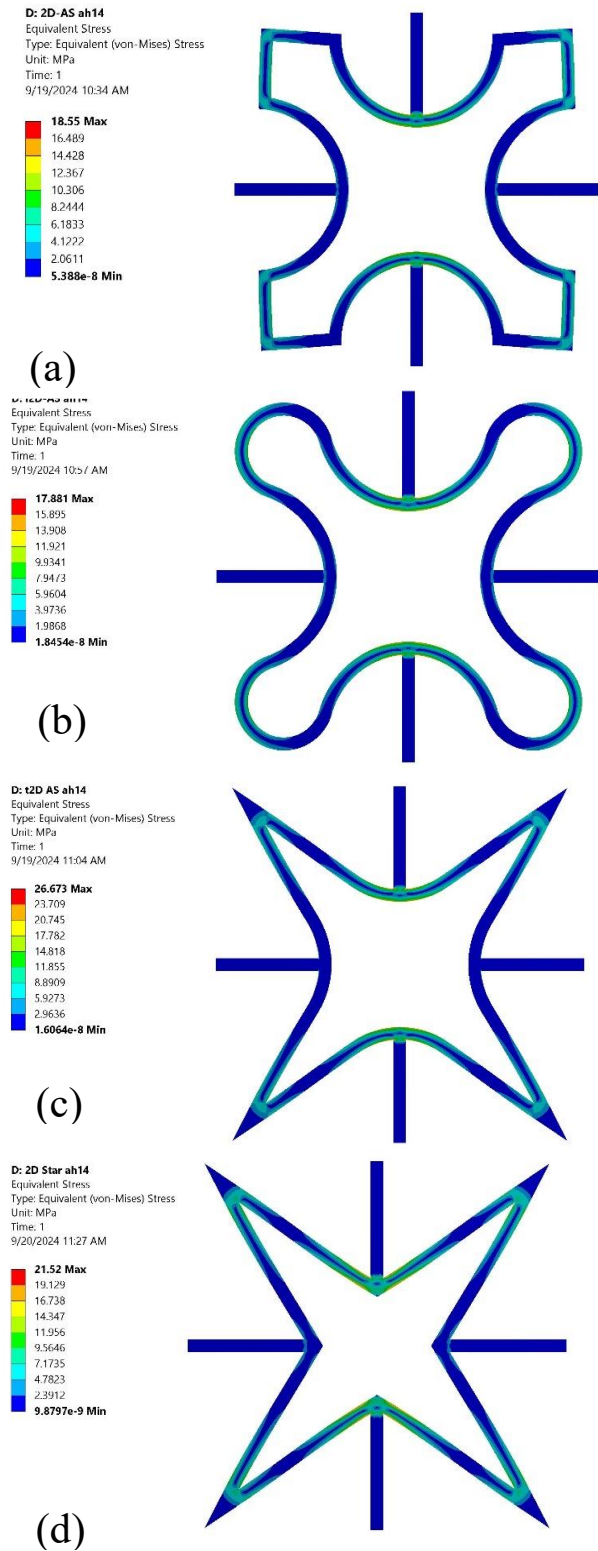 D: 2D-AS ah14
Equivalent Stress
Type: Equivalent (von-Mises) Stress
Unit: MPa
Time: 1
9/19/2024 10:34 AM
18.55 Max
16.489
14.428
12.367
10.306
8.2444
6.1833
4.1222
2.0611
5.388e-8 Min
(a)
ah14
Equivalent Stress
Type: Equivalent (von-Mises) Stress
Unit: MPa
Time: 1
9/19/2024 10:57 AM
17.881 Max
15.895
13.908
11.921
9.9341
7.9473
5.9604
3.9736
1.9868
1.8454e-8 Min
(b)
D: t2D AS ah14
Equivalent Stress
Type: Equivalent (von-Mises) Stress
Unit: MPa
Time: 1
9/19/2024 11:04 AM
26.673 Max
23.709
20.745
17.782
14.818
11.855
8.8909
5.9273
2.9636
1.6064e-8 Min
(c)
D: 2D Star ah14
Equivalent Stress
Type: Equivalent (von-Mises) Stress
Unit: MPa
Time: 1
9/20/2024 11:27 AM
21.52 Max
19.129
16.738
14.347
11.956
9.5646
7.1735
4.7823
2.3912
9.8797e-9 Min
(d)